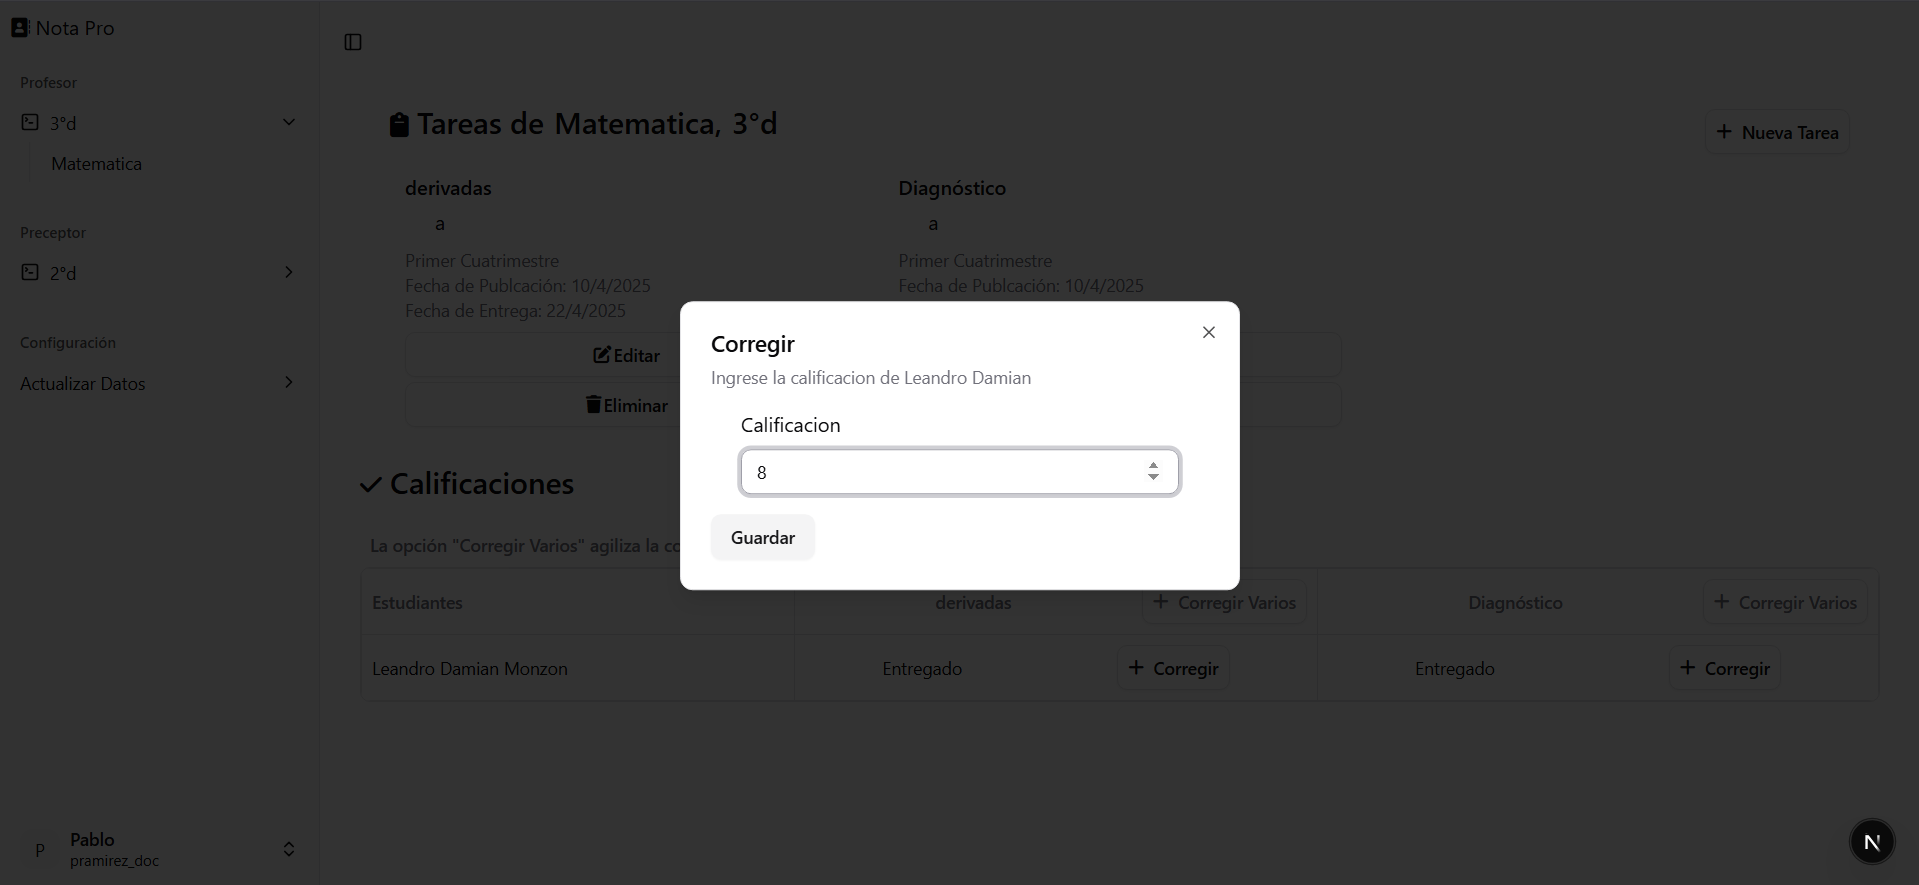 Nota Pro
Profesor
3°d
Matematica
Preceptor
2°d
Configuración
Actualizar Datos
Pablo
P
pramirez_doc
Tareas de Matematica, 3°d
Nueva Tarea
derivadas
a
Primer Cuatrimestre
Fecha de Publcación: 10/4/2025
Fecha de Entrega: 22/4/2025
Editar
Eliminar
Diagnóstico
a
Primer Cuatrimestre
Fecha de Publcación: 10/4/2025
Corregir
Ingrese la calificacion de Leandro Damian
Calificacion
8
Guardar
Calificaciones
La opción "Corregir Varios" agiliza la
Estudiantes derivadas + Corregir Varios Diagnóstico + Corregir Varios
Leandro Damian Monzon Entregado + Corregir Entregado + Corregir
N